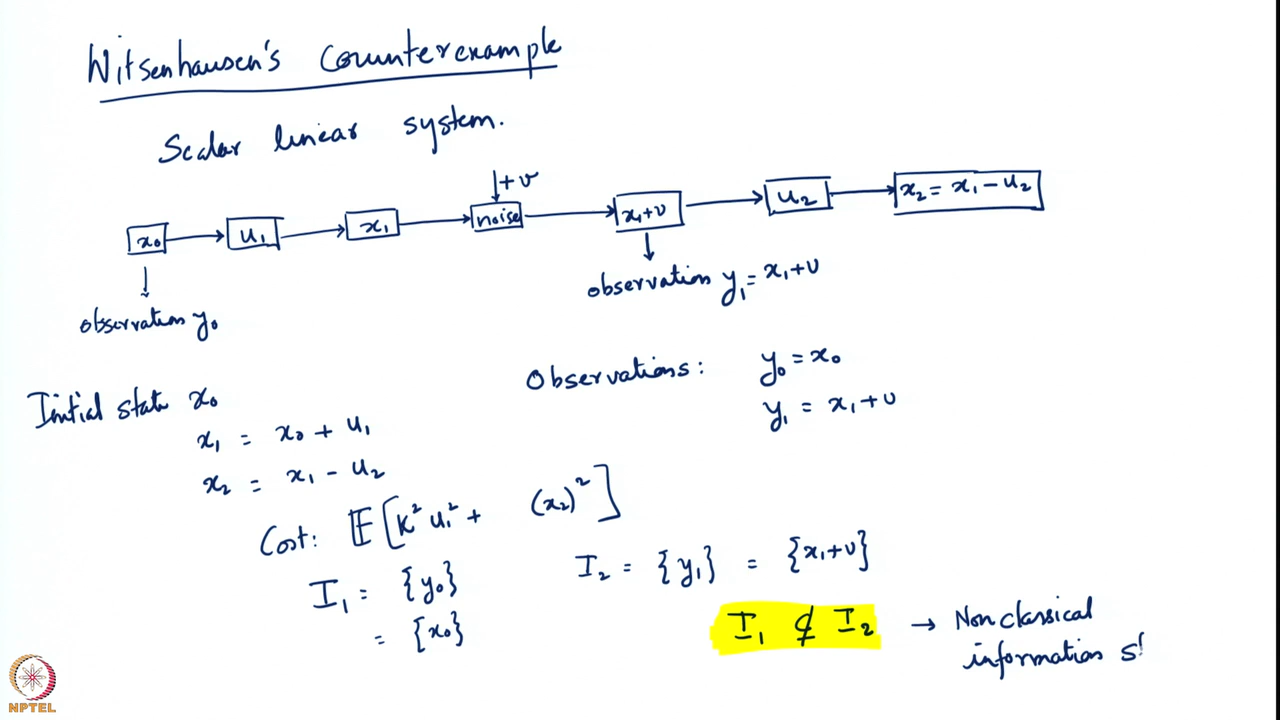 Witsenhausen's Counterexample
Scalar linear system.
+v
x₀ → u₁ → x₁ → noise → x₁+v → u₂ → x₂ = x₁ - u₂
observation y₀
observation y₁ = x₁+v
Observations: y₀ = x₀
y₁ = x₁+v
Initial state x₀
x₁ = x₀ + u₁
x₂ = x₁ - u₂
Cost: 𝔼[K² u₁² + (x₂)²]
I₁ = {y₀}
= {x₀}
I₂ = {y₁} = {x₁+v}
I₁ ⊄ I₂ → Nonclassical
information s
NPTEL